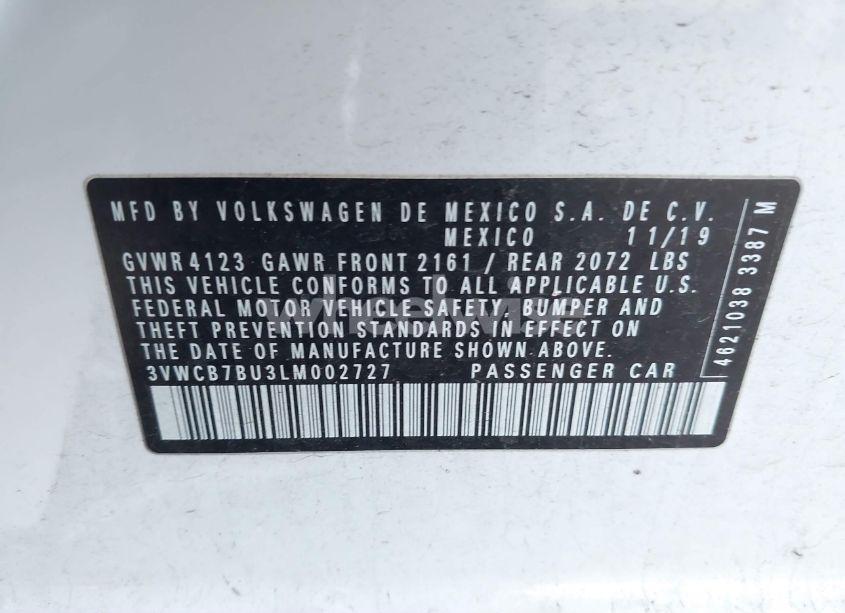 MFD BY VOLKSWAGEN DE MEXICO S.A. DE C.V.
MEXICO 11/19
GVWR 4123 GAWR FRONT 2161 / REAR 2072 LBS
THIS VEHICLE CONFORMS TO ALL APPLICABLE U.S.
FEDERAL MOTOR VEHICLE SAFETY, BUMPER AND
THEFT PREVENTION STANDARDS IN EFFECT ON
THE DATE OF MANUFACTURE SHOWN ABOVE.
3VWCB7BU3LM002727 PASSENGER CAR
4621038 3387 M